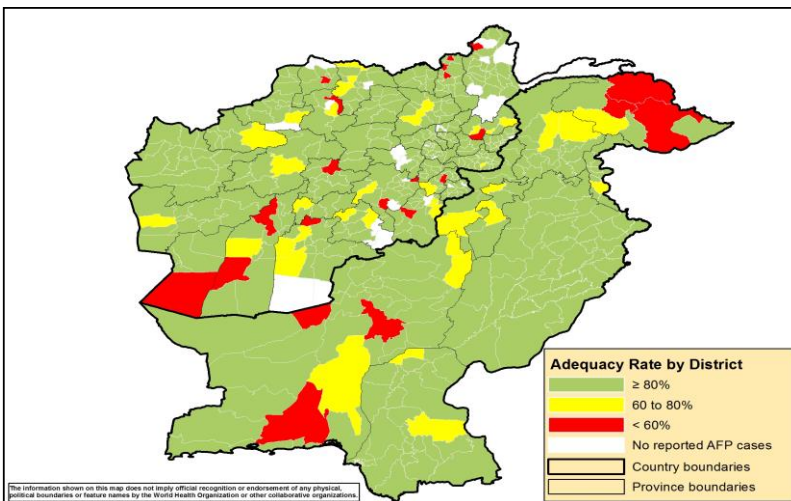 Adequacy Rate by District
≥ 80%
60 to 80%
< 60%
No reported AFP cases
Country boundaries
Province boundaries
The information shown on this map does not imply official recognition or endorsement of any physical,
political boundaries or feature names by the World Health Organization or other collaborative organizations.